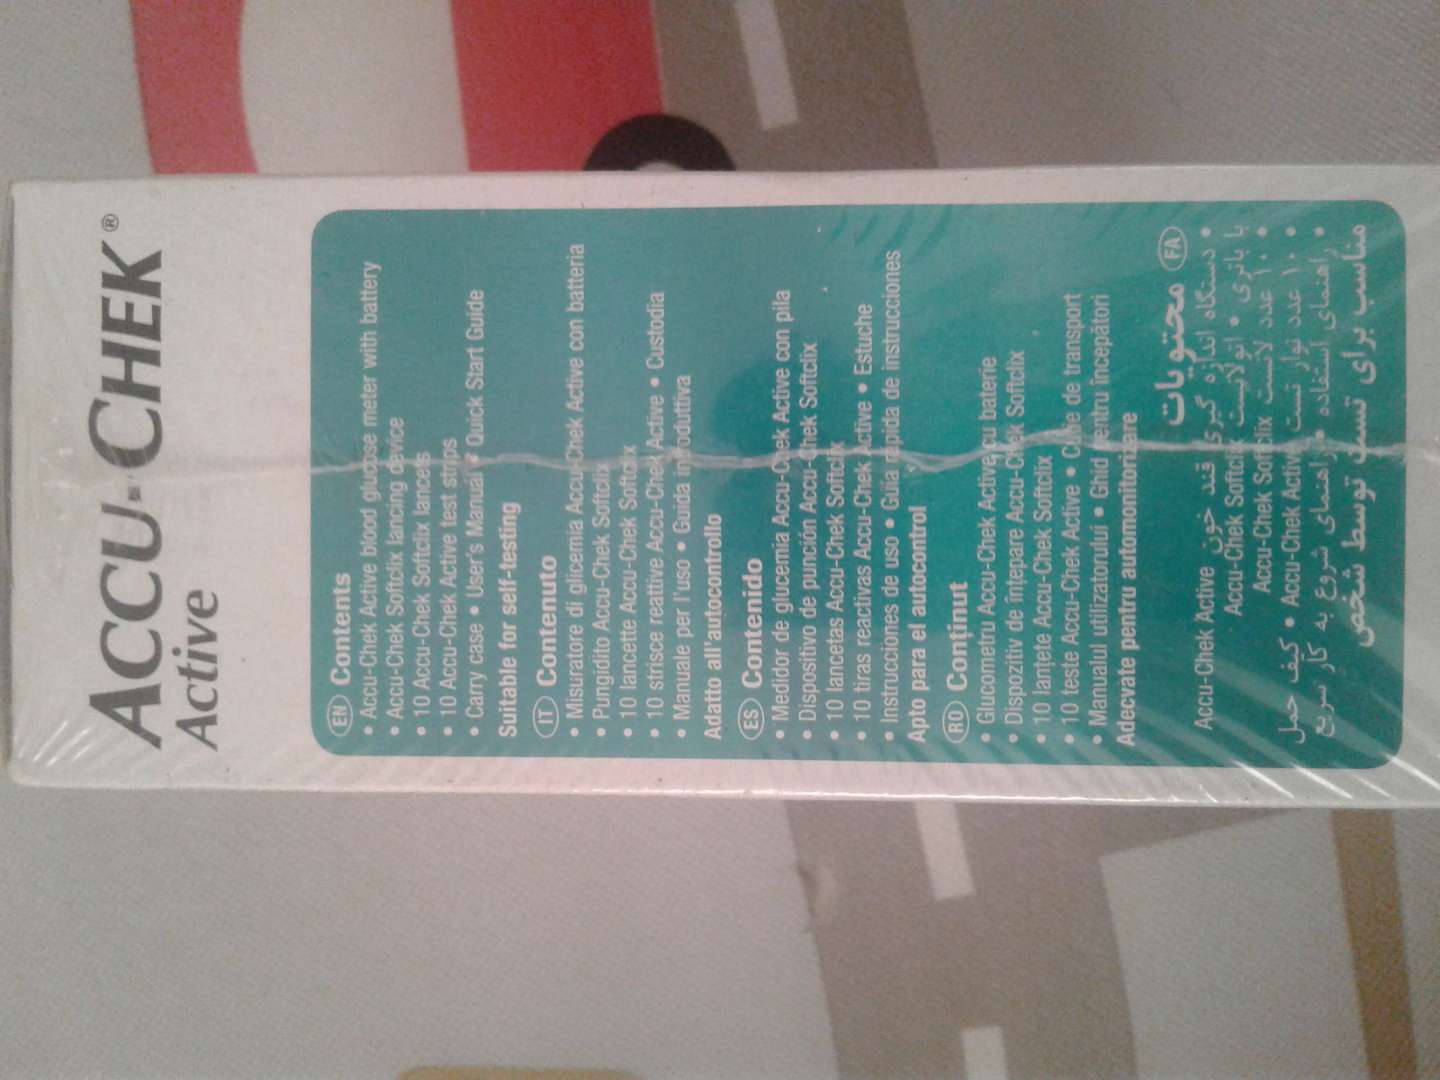 ACCU-CHEK®
Active
EN Contents
• Accu-Chek Active blood glucose meter with battery
• Accu-Chek Softclix lancing device
• 10 Accu-Chek Softclix lancets
• 10 Accu-Chek Active test strips
• Carry case • User's Manual • Quick Start Guide
Suitable for self-testing
IT Contenuto
• Misuratore di glicemia Accu-Chek Active con batteria
• Pungidito Accu-Chek Softclix
• 10 lancette Accu-Chek Softclix
• 10 strisce reattive Accu-Chek Active • Custodia
• Manuale per l'uso • Guida introduttiva
Adatto all'autocontrollo
ES Contenido
• Medidor de glucemia Accu-Chek Active con pila
• Dispositivo de punción Accu-Chek Softclix
• 10 lancetas Accu-Chek Softclix
• 10 tiras reactivas Accu-Chek Active • Estuche
• Instrucciones de uso • Guía rápida de instrucciones
Apto para el autocontrol
RO Conţinut
• Glucometru Accu-Chek Active cu baterie
• Dispozitiv de înţepare Accu-Chek Softclix
• 10 lanţete Accu-Chek Softclix
• 10 teste Accu-Chek Active • Cutie de transport
• Manualul utilizatorului • Ghid pentru începători
Adecvate pentru automonitorizare
FA محتویات
• دستگاه اندازه گیری قند خون Accu-Chek Active
با باتری • اتولانست Accu-Chek Softclix
• ۱۰ عدد لانست Accu-Chek Softclix
• ۱۰ عدد نوار تست Accu-Chek Active • کیف حمل
• راهنمای استفاده • راهنمای شروع به کار سریع
مناسب برای تست توسط شخص